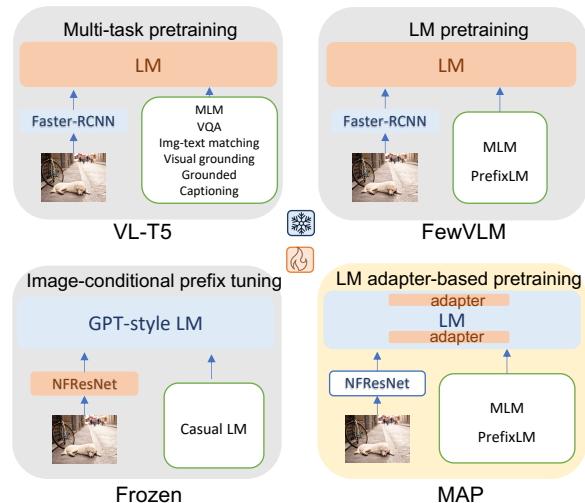 Multi-task pretraining
LM
Faster-RCNN
MLM
VQA
Img-text matching
Visual grounding
Grounded
Captioning
VL-T5
LM pretraining
LM
Faster-RCNN
MLM
PrefixLM
FewVLM
Image-conditional prefix tuning
GPT-style LM
NFResNet
Casual LM
Frozen
LM adapter-based pretraining
adapter
LM
adapter
NFResNet
MLM
PrefixLM
MAP